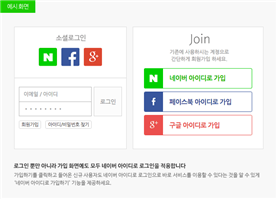 예시 화면
소셜로그인
N f g+
이메일 / 아이디
로그인
회원가입 아이디/비밀번호 찾기
Join
기존에 사용하시는 계정으로
간단하게 회원가입 하세요.
N 네이버 아이디로 가입
f 페이스북 아이디로 가입
g+ 구글 아이디로 가입
로그인 뿐만 아니라 가입 화면에도 모두 네이버 아이디로 로그인을 적용합니다
가입하기를 클릭하고 들어온 신규 사용자도 네이버 아이디로 로그인으로 바로 서비스를 이용할 수 있다는 것을 알 수 있게
'네이버 아이디로 가입하기' 기능을 제공하세요.